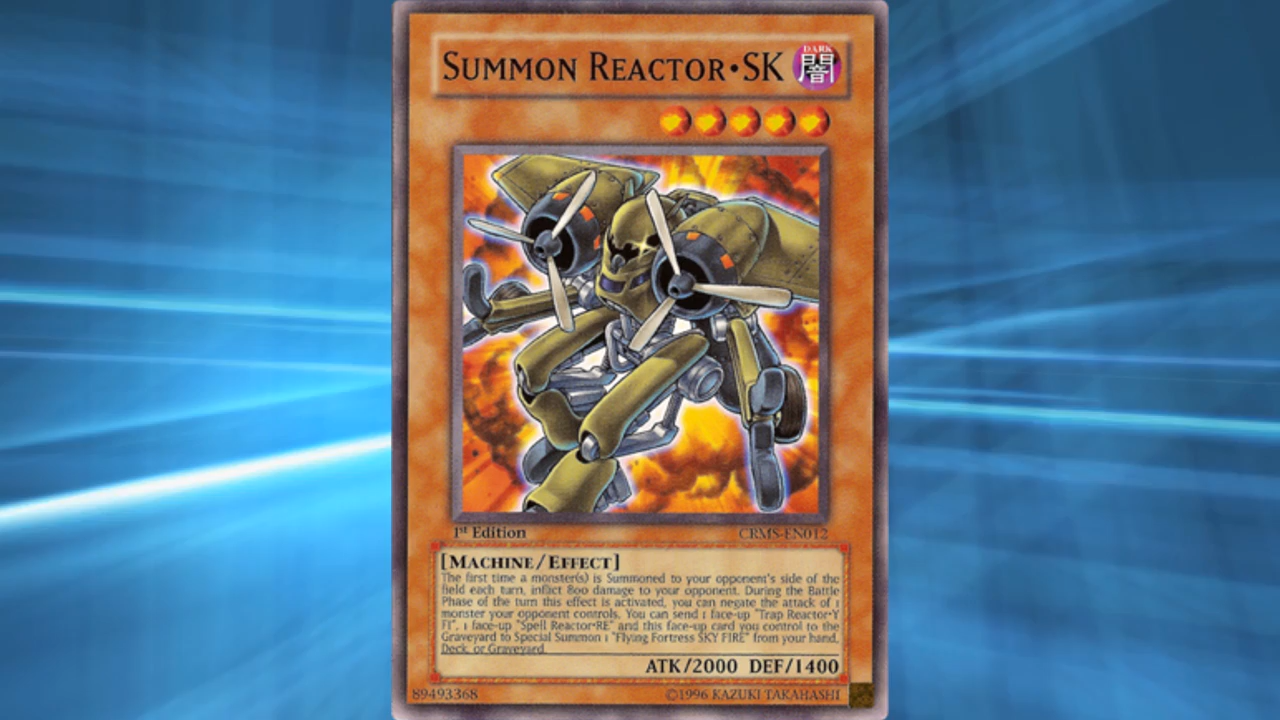 SUMMON REACTOR•SK
DARK
闇
1st Edition
CRMS-EN012
[MACHINE/EFFECT]
The first time a monster(s) is Summoned to your opponent's side of the
field each turn, inflict 800 damage to your opponent. During the Battle
Phase of the turn this effect is activated, you can negate the attack of 1
monster your opponent controls. You can send 1 face-up "Trap Reactor•Y
FI", 1 face-up "Spell Reactor•RE" and this face-up card you control to the
Graveyard to Special Summon 1 "Flying Fortress SKY FIRE" from your hand,
Deck, or Graveyard.
ATK/2000 DEF/1400
89493368
©1996 KAZUKI TAKAHASHI